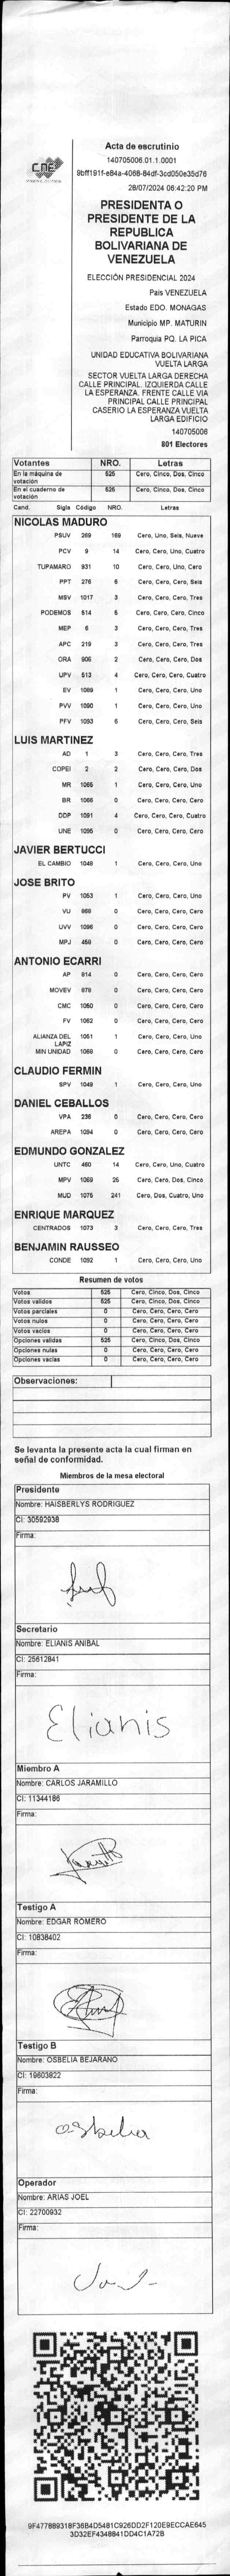 CNE
Acta de escrutinio
140705006.01.1.0001
9bff191f-e84a-4068-84df-3cd050e35d76
28/07/2024 06:42:20 PM
PRESIDENTA O
PRESIDENTE DE LA
REPUBLICA
BOLIVARIANA DE
VENEZUELA
ELECCIÓN PRESIDENCIAL 2024
Pais VENEZUELA
Estado EDO. MONAGAS
Municipio MP. MATURIN
Parroquia PQ. LA PICA
UNIDAD EDUCATIVA BOLIVARIANA
VUELTA LARGA
SECTOR VUELTA LARGA DERECHA
CALLE PRINCIPAL. IZQUIERDA CALLE
LA ESPERANZA. FRENTE CALLE VIA
PRINCIPAL CALLE PRINCIPAL
CASERIO LA ESPERANZA VUELTA
LARGA EDIFICIO
140705006
801 Electores
Votantes NRO. Letras
En la máquina de votación 525 Cero, Cinco, Dos, Cinco
En el cuaderno de votación 525 Cero, Cinco, Dos, Cinco
Cand. Sigla Código NRO. Letras
NICOLAS MADURO
PSUV 269 169 Cero, Uno, Seis, Nueve
PCV 9 14 Cero, Cero, Uno, Cuatro
TUPAMARO 931 10 Cero, Cero, Uno, Cero
PPT 276 6 Cero, Cero, Cero, Seis
MSV 1017 3 Cero, Cero, Cero, Tres
PODEMOS 514 5 Cero, Cero, Cero, Cinco
MEP 6 3 Cero, Cero, Cero, Tres
APC 219 3 Cero, Cero, Cero, Tres
ORA 906 2 Cero, Cero, Cero, Dos
UPV 513 4 Cero, Cero, Cero, Cuatro
EV 1089 1 Cero, Cero, Cero, Uno
PVV 1090 1 Cero, Cero, Cero, Uno
PFV 1093 6 Cero, Cero, Cero, Seis
LUIS MARTINEZ
AD 1 3 Cero, Cero, Cero, Tres
COPEI 2 2 Cero, Cero, Cero, Dos
MR 1065 1 Cero, Cero, Cero, Uno
BR 1066 0 Cero, Cero, Cero, Cero
DDP 1091 4 Cero, Cero, Cero, Cuatro
UNE 1095 0 Cero, Cero, Cero, Cero
JAVIER BERTUCCI
EL CAMBIO 1048 1 Cero, Cero, Cero, Uno
JOSE BRITO
PV 1053 1 Cero, Cero, Cero, Uno
VU 868 0 Cero, Cero, Cero, Cero
UVV 1096 0 Cero, Cero, Cero, Cero
MPJ 458 0 Cero, Cero, Cero, Cero
ANTONIO ECARRI
AP 814 0 Cero, Cero, Cero, Cero
MOVEV 878 0 Cero, Cero, Cero, Cero
CMC 1050 0 Cero, Cero, Cero, Cero
FV 1062 0 Cero, Cero, Cero, Cero
ALIANZA DEL LAPIZ 1051 1 Cero, Cero, Cero, Uno
MIN UNIDAD 1088 0 Cero, Cero, Cero, Cero
CLAUDIO FERMIN
SPV 1049 1 Cero, Cero, Cero, Uno
DANIEL CEBALLOS
VPA 236 0 Cero, Cero, Cero, Cero
AREPA 1094 0 Cero, Cero, Cero, Cero
EDMUNDO GONZALEZ
UNTC 460 14 Cero, Cero, Uno, Cuatro
MPV 1069 25 Cero, Cero, Dos, Cinco
MUD 1075 241 Cero, Dos, Cuatro, Uno
ENRIQUE MARQUEZ
CENTRADOS 1073 3 Cero, Cero, Cero, Tres
BENJAMIN RAUSSEO
CONDE 1092 1 Cero, Cero, Cero, Uno
Resumen de votos
Votos 525 Cero, Cinco, Dos, Cinco
Votos validos 525 Cero, Cinco, Dos, Cinco
Votos parciales 0 Cero, Cero, Cero, Cero
Votos nulos 0 Cero, Cero, Cero, Cero
Votos vacios 0 Cero, Cero, Cero, Cero
Opciones validas 525 Cero, Cinco, Dos, Cinco
Opciones nulas 0 Cero, Cero, Cero, Cero
Opciones vacias 0 Cero, Cero, Cero, Cero
Observaciones:
Se levanta la presente acta la cual firman en
señal de conformidad.
Miembros de la mesa electoral
Presidente
Nombre: HAISBERLYS RODRIGUEZ
CI: 30592938
Firma:
Secretario
Nombre: ELIANIS ANIBAL
CI: 25612841
Firma:
Elianis
Miembro A
Nombre: CARLOS JARAMILLO
CI: 11344186
Firma:
Testigo A
Nombre: EDGAR ROMERO
CI: 10838402
Firma:
Testigo B
Nombre: OSBELIA BEJARANO
CI: 19603822
Firma:
osbelia
Operador
Nombre: ARIAS JOEL
CI: 22700932
Firma:
9F477889318F36B4D5481C926DD2F120E9ECCAE645
3D32EF4348841DD4C1A72B